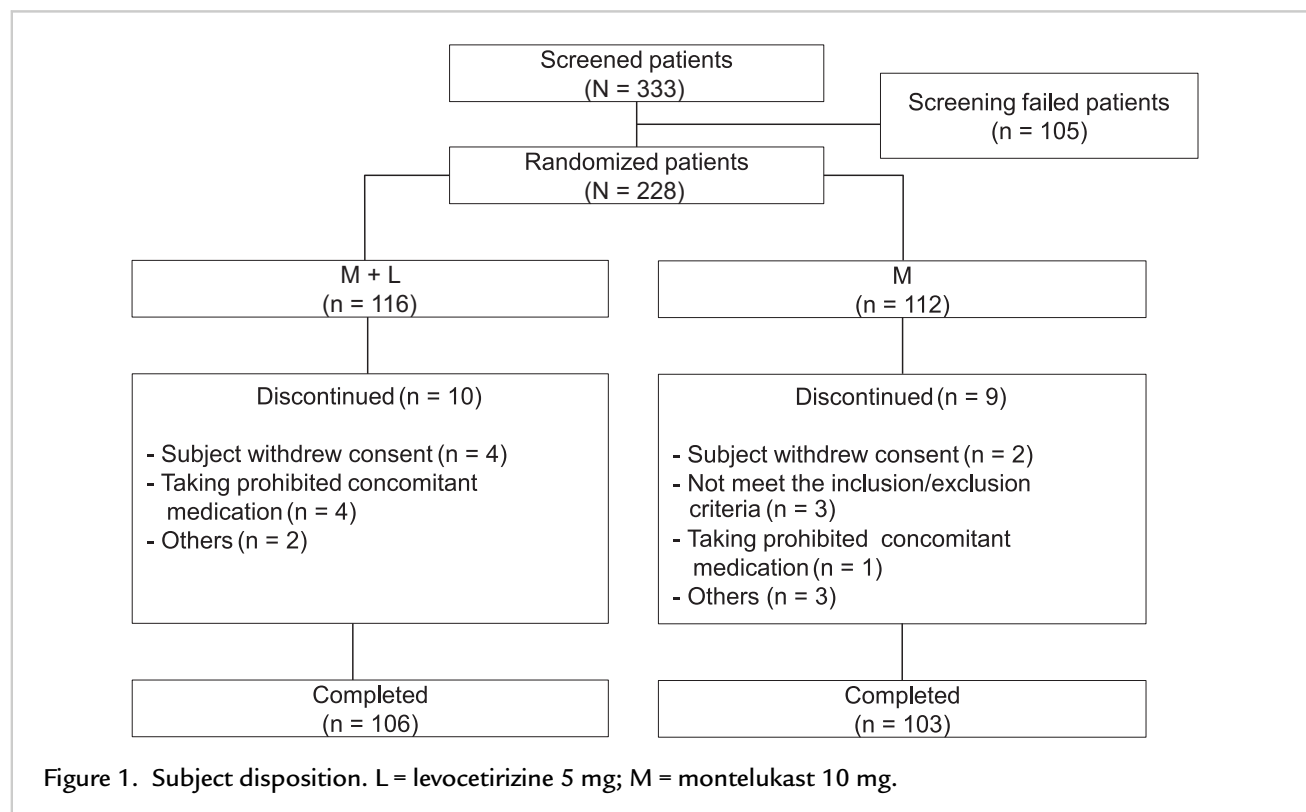 Screened patients
(N = 333)
Screening failed patients
(n = 105)
Randomized patients
(N = 228)
M + L
(n = 116)
M
(n = 112)
Discontinued (n = 10)
- Subject withdrew consent (n = 4)
- Taking prohibited concomitant
medication (n = 4)
- Others (n = 2)
Discontinued (n = 9)
- Subject withdrew consent (n = 2)
- Not meet the inclusion/exclusion
criteria (n = 3)
- Taking prohibited concomitant
medication (n = 1)
- Others (n = 3)
Completed
(n = 106)
Completed
(n = 103)
Figure 1. Subject disposition. L = levocetirizine 5 mg; M = montelukast 10 mg.